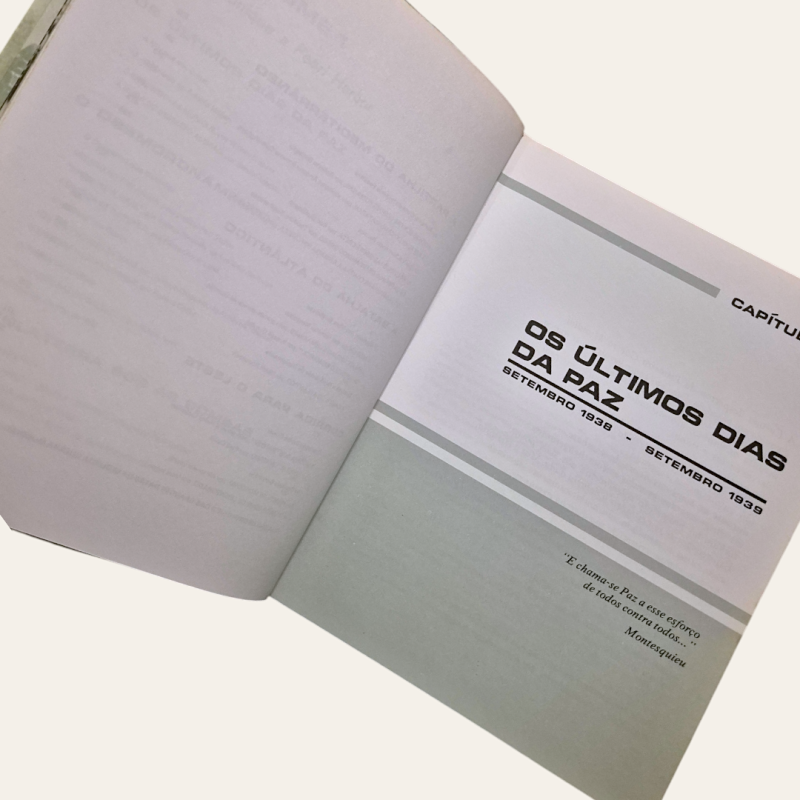 CAPÍTUL
OS ÚLTIMOS DIAS
DA PAZ
SETEMBRO 1938 - SETEMBRO 1939
"E chama-se Paz a esse esforço
de todos contra todos..."
Montesquieu